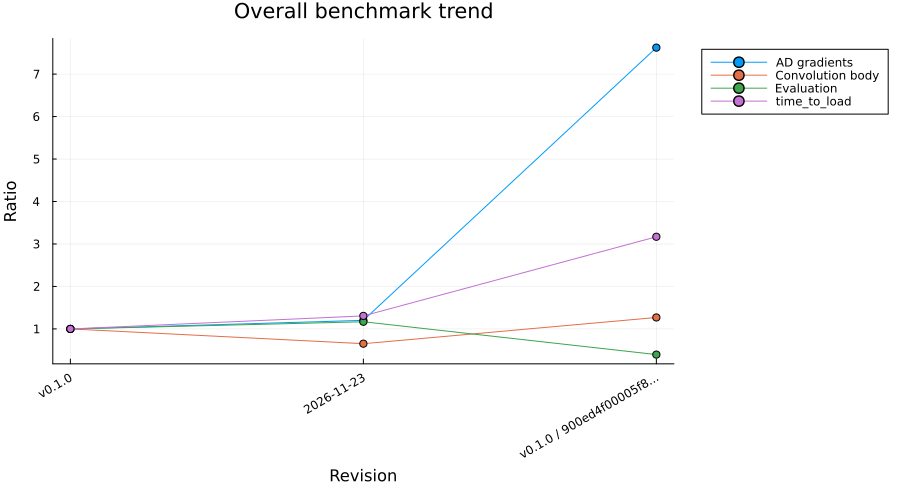 Overall benchmark trend
AD gradients
Convolution body
Evaluation
time_to_load
Ratio
7
6
5
4
3
2
1
v0.1.0
2026-11-23
v0.1.0 / 900ed4f00005f8...
Revision